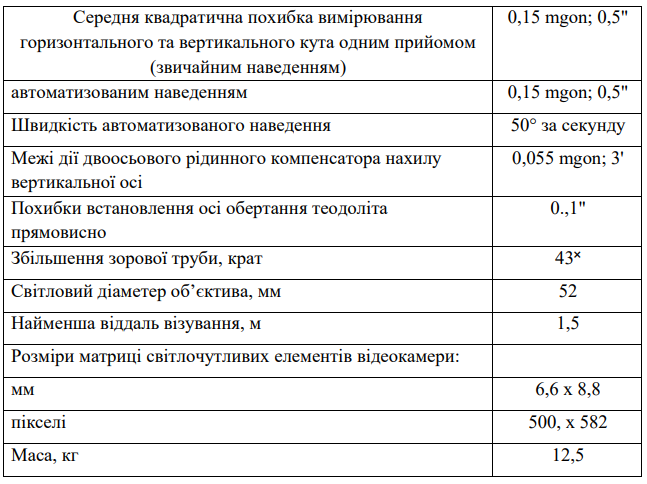 Середня квадратична похибка вимірювання
горизонтального та вертикального кута одним прийомом
(звичайним наведенням)
0,15 mgon; 0,5"
автоматизованим наведенням
0,15 mgon; 0,5"
Швидкість автоматизованого наведення
50° за секунду
Межі дії двоосьового рідинного компенсатора нахилу
вертикальної осі
0,055 mgon; 3'
Похибки встановлення осі обертання теодоліта
прямовисно
0.,1"
Збільшення зорової труби, крат
43ˣ
Світловий діаметр об’єктива, мм
52
Найменша віддаль візування, м
1,5
Розміри матриці світлочутливих елементів відеокамери:
мм
6,6 х 8,8
пікселі
500, х 582
Маса, кг
12,5